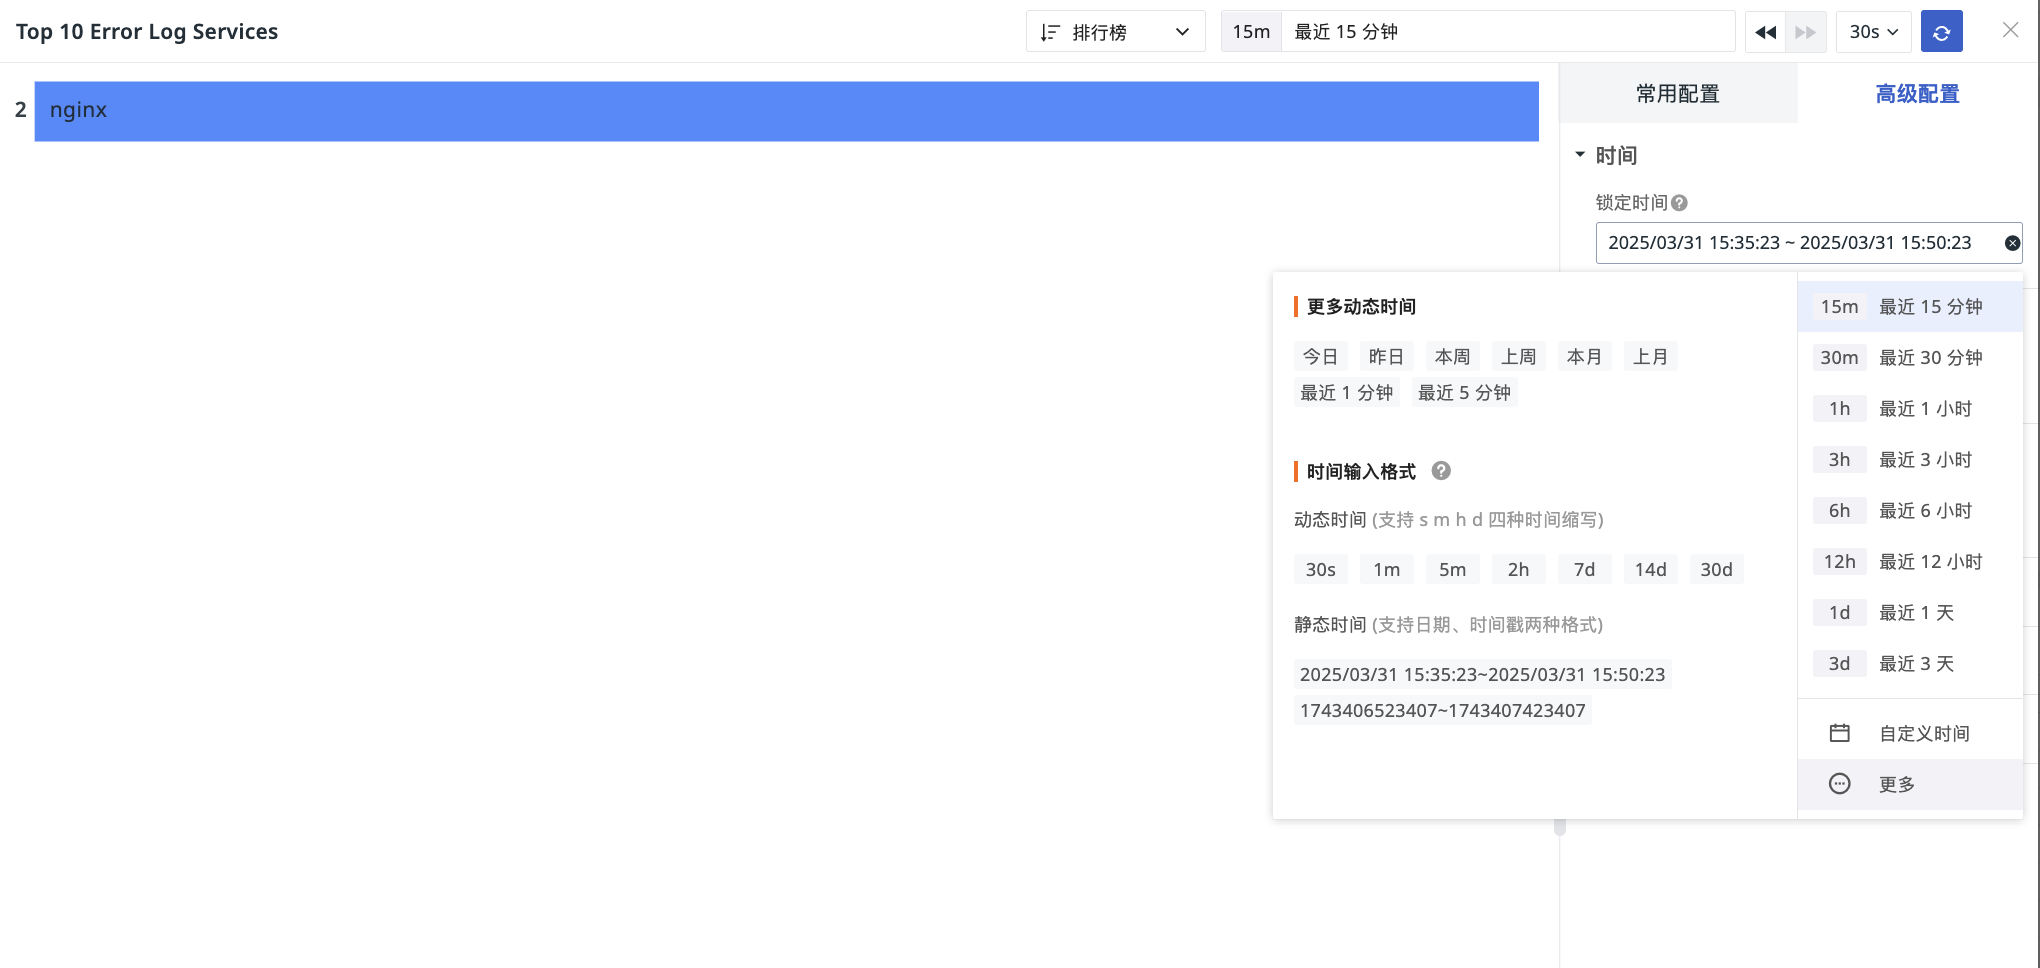 Top 10 Error Log Services
排行榜
15m 最近 15 分钟
30s
2 nginx
常用配置
高级配置
时间
锁定时间
2025/03/31 15:35:23 ~ 2025/03/31 15:50:23
更多动态时间
今日 昨日 本周 上周 本月 上月
最近 1 分钟 最近 5 分钟
时间输入格式
动态时间 (支持 s m h d 四种时间缩写)
30s 1m 5m 2h 7d 14d 30d
静态时间 (支持日期、时间戳两种格式)
2025/03/31 15:35:23~2025/03/31 15:50:23
1743406523407~1743407423407
15m 最近 15 分钟
30m 最近 30 分钟
1h 最近 1 小时
3h 最近 3 小时
6h 最近 6 小时
12h 最近 12 小时
1d 最近 1 天
3d 最近 3 天
自定义时间
更多